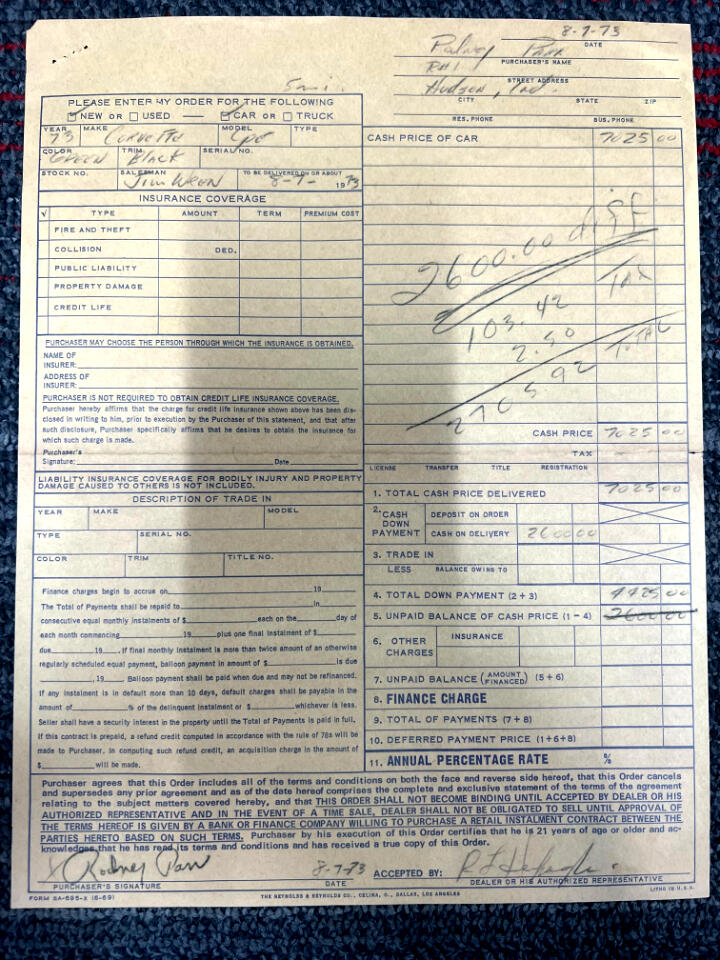 8-7-73
DATE
Rodney Parr
PURCHASER'S NAME
RR1
STREET ADDRESS
Hudson, Ind.
CITY STATE ZIP
RES. PHONE BUS. PHONE
5 mi.
PLEASE ENTER MY ORDER FOR THE FOLLOWING
NEW OR USED — CAR OR TRUCK
YEAR MAKE MODEL TYPE
73 Corvette Cpe
COLOR TRIM SERIAL NO.
GREEN Black
STOCK NO. SALESMAN TO BE DELIVERED ON OR ABOUT
Jim Wren 8-7- 1973
INSURANCE COVERAGE
√ TYPE AMOUNT TERM PREMIUM COST
FIRE AND THEFT
COLLISION DED.
PUBLIC LIABILITY
PROPERTY DAMAGE
CREDIT LIFE
PURCHASER MAY CHOOSE THE PERSON THROUGH WHICH THE INSURANCE IS OBTAINED.
NAME OF
INSURER:
ADDRESS OF
INSURER:
PURCHASER IS NOT REQUIRED TO OBTAIN CREDIT LIFE INSURANCE COVERAGE.
Purchaser hereby affirms that the charge for credit life insurance shown above has been dis-
closed in writing to him, prior to execution by the Purchaser of this statement, and that after
such disclosure, Purchaser specifically affirms that he desires to obtain the insurance for
which such charge is made.
Purchaser's
Signature: Date
LIABILITY INSURANCE COVERAGE FOR BODILY INJURY AND PROPERTY
DAMAGE CAUSED TO OTHERS IS NOT INCLUDED.
DESCRIPTION OF TRADE IN
YEAR MAKE MODEL
TYPE SERIAL NO.
COLOR TRIM TITLE NO.
Finance charges begin to accrue on 19
The Total of Payments shall be repaid to in
consecutive equal monthly instalments of $ each on the day of
each month commencing 19 plus one final instalment of $
due 19 . If final monthly instalment is more than twice amount of an otherwise
regularly scheduled equal payment, balloon payment in amount of $ is due
, 19 . Balloon payment shall be paid when due and may not be refinanced.
If any instalment is in default more than 10 days, default charges shall be payable in the
amount of % of the delinquent instalment or $ whichever is less.
Seller shall have a security interest in the property until the Total of Payments is paid in full.
If this contract is prepaid, a refund credit computed in accordance with the rule of 78s will be
made to Purchaser. In computing such refund credit, an acquisition charge in the amount of
$ will be made.
CASH PRICE OF CAR 7025 00
2600.00 diff
103.42 TAX
2.50
2705 92 TOTAL
CASH PRICE 7025 00
TAX
LICENSE TRANSFER TITLE REGISTRATION
1. TOTAL CASH PRICE DELIVERED 7025 00
2. CASH DOWN PAYMENT DEPOSIT ON ORDER
CASH ON DELIVERY 2600 00
3. TRADE IN
LESS BALANCE OWING TO
4. TOTAL DOWN PAYMENT (2 + 3) 4425 00
5. UNPAID BALANCE OF CASH PRICE (1 - 4) 2600 00
6. OTHER CHARGES INSURANCE
7. UNPAID BALANCE (AMOUNT FINANCED) (5 + 6)
8. FINANCE CHARGE
9. TOTAL OF PAYMENTS (7 + 8)
10. DEFERRED PAYMENT PRICE (1+6+8)
11. ANNUAL PERCENTAGE RATE %
Purchaser agrees that this Order includes all of the terms and conditions on both the face and reverse side hereof, that this Order cancels
and supersedes any prior agreement and as of the date hereof comprises the complete and exclusive statement of the terms of the agreement
relating to the subject matters covered hereby, and that THIS ORDER SHALL NOT BECOME BINDING UNTIL ACCEPTED BY DEALER OR HIS
AUTHORIZED REPRESENTATIVE AND IN THE EVENT OF A TIME SALE, DEALER SHALL NOT BE OBLIGATED TO SELL UNTIL APPROVAL OF
THE TERMS HEREOF IS GIVEN BY A BANK OR FINANCE COMPANY WILLING TO PURCHASE A RETAIL INSTALMENT CONTRACT BETWEEN THE
PARTIES HERETO BASED ON SUCH TERMS. Purchaser by his execution of this Order certifies that he is 21 years of age or older and ac-
knowledges that he has read its terms and conditions and has received a true copy of this Order.
X Rodney Parr 8-7-73 ACCEPTED BY:
PURCHASER'S SIGNATURE DATE DEALER OR HIS AUTHORIZED REPRESENTATIVE
FORM SA-695-2 (6-69) THE REYNOLDS & REYNOLDS CO., CELINA, O., DALLAS, LOS ANGELES LITHO IN U.S.A.